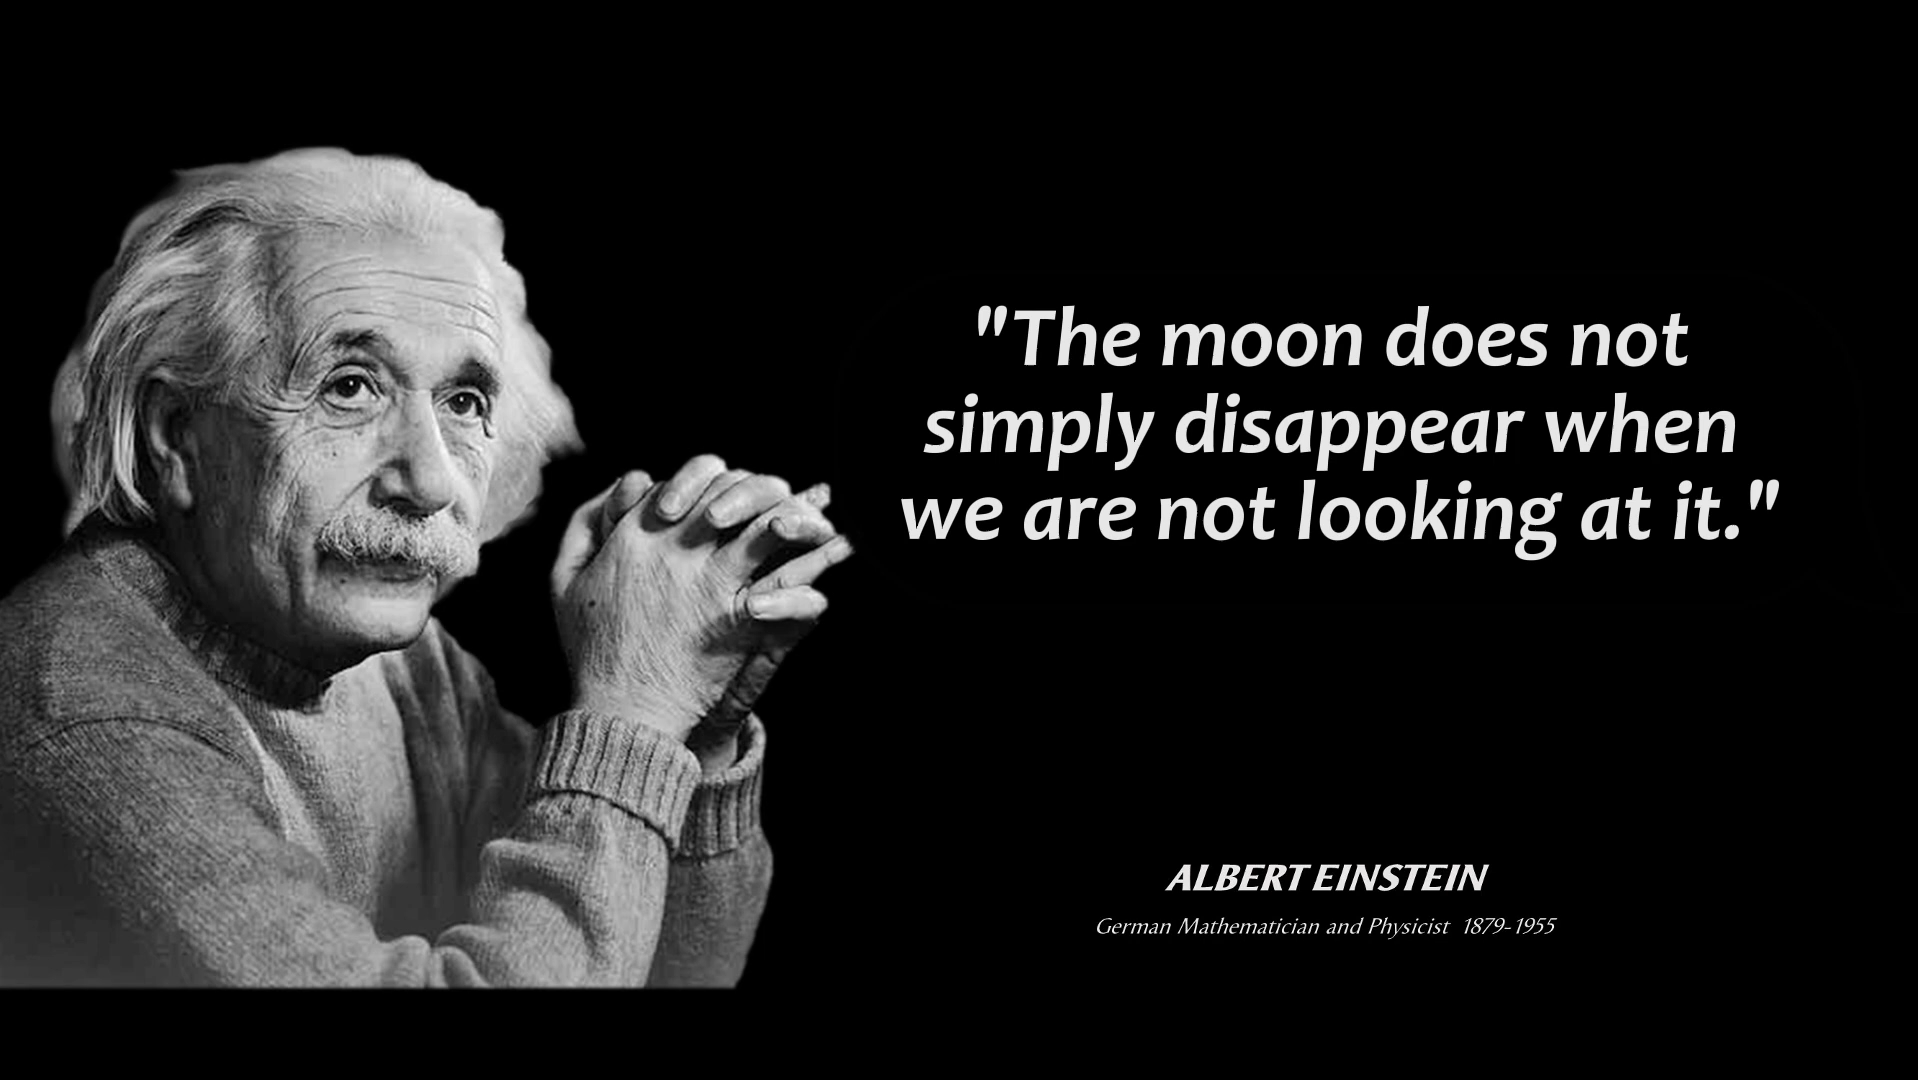 "The moon does not
simply disappear when
we are not looking at it."
ALBERT EINSTEIN
German Mathematician and Physicist 1879-1955